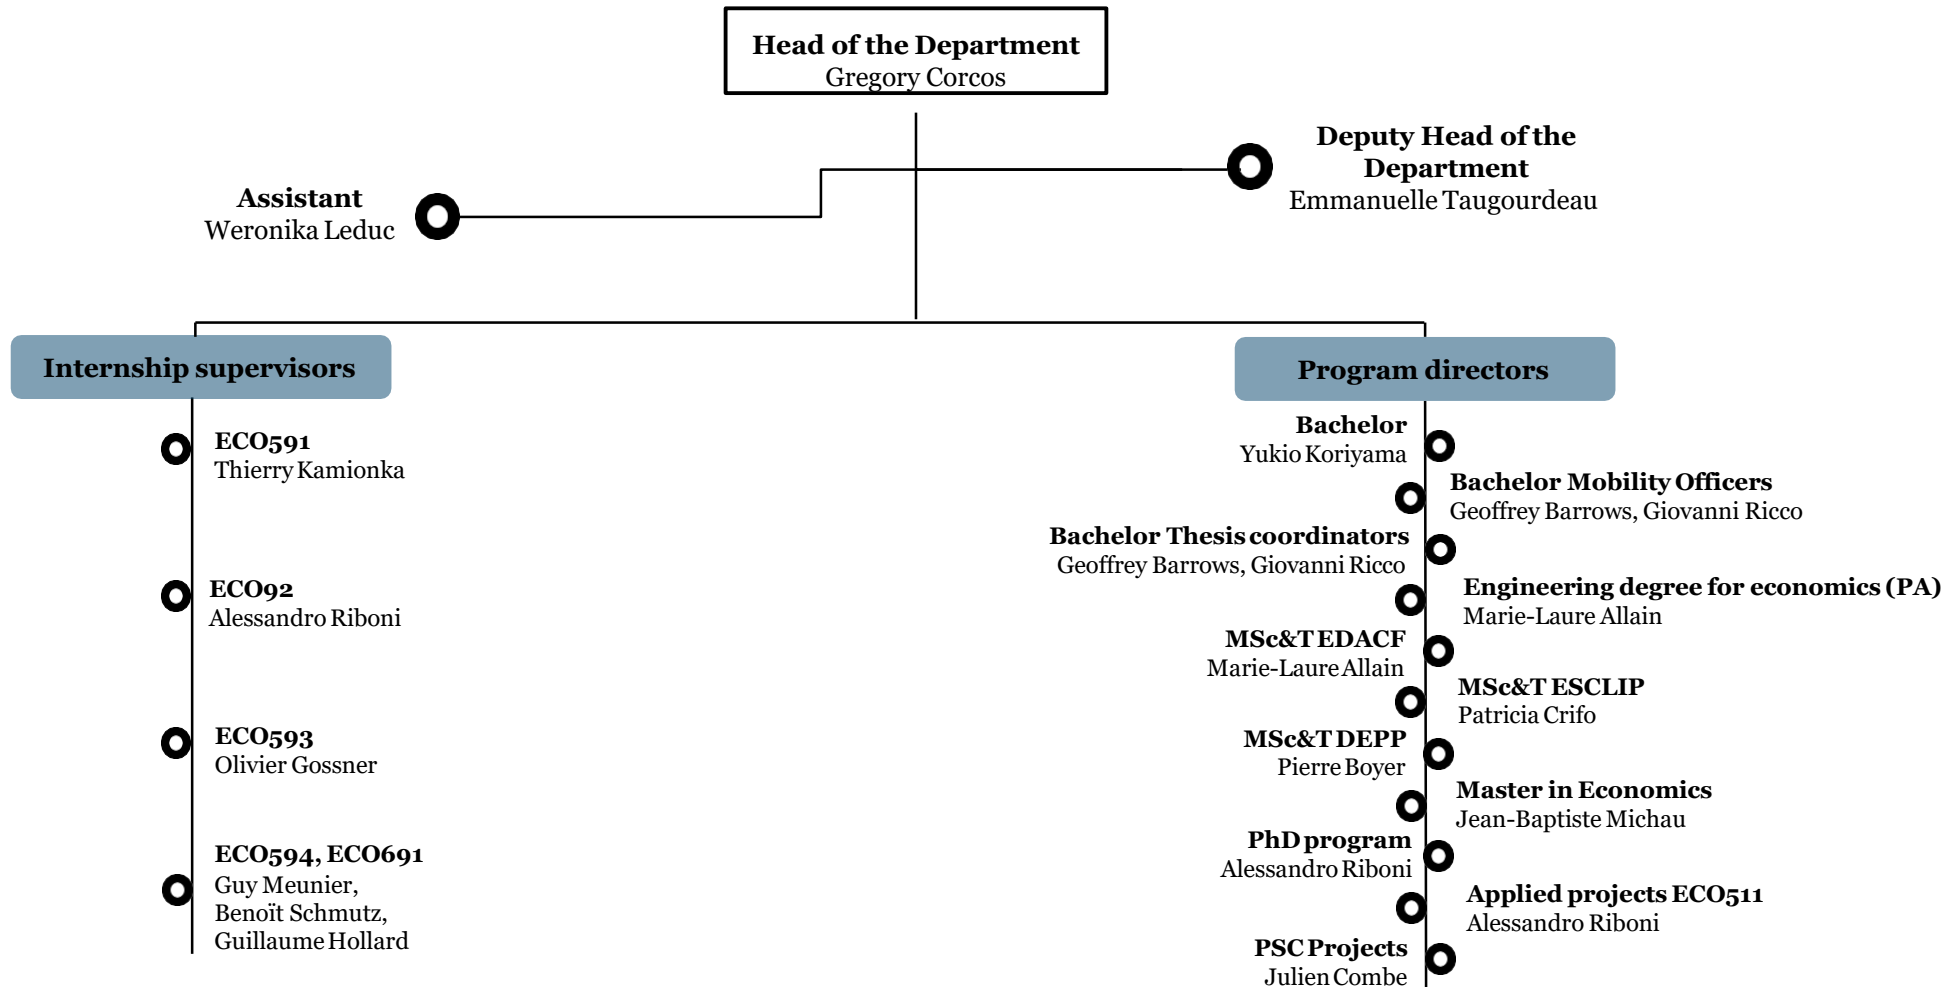 Head of the Department
Gregory Corcos
Deputy Head of the
Department
Emmanuelle Taugourdeau
Assistant
Weronika Leduc
Internship supervisors
ECO591
Thierry Kamionka
ECO92
Alessandro Riboni
ECO593
Olivier Gossner
ECO594, ECO691
Guy Meunier,
Benoït Schmutz,
Guillaume Hollard
Program directors
Bachelor
Yukio Koriyama
Bachelor Mobility Officers
Geoffrey Barrows, Giovanni Ricco
Bachelor Thesis coordinators
Geoffrey Barrows, Giovanni Ricco
Engineering degree for economics (PA)
Marie-Laure Allain
MSc&T EDACF
Marie-Laure Allain
MSc&T ESCLIP
Patricia Crifo
MSc&T DEPP
Pierre Boyer
Master in Economics
Jean-Baptiste Michau
PhD program
Alessandro Riboni
Applied projects ECO511
Alessandro Riboni
PSC Projects
Julien Combe